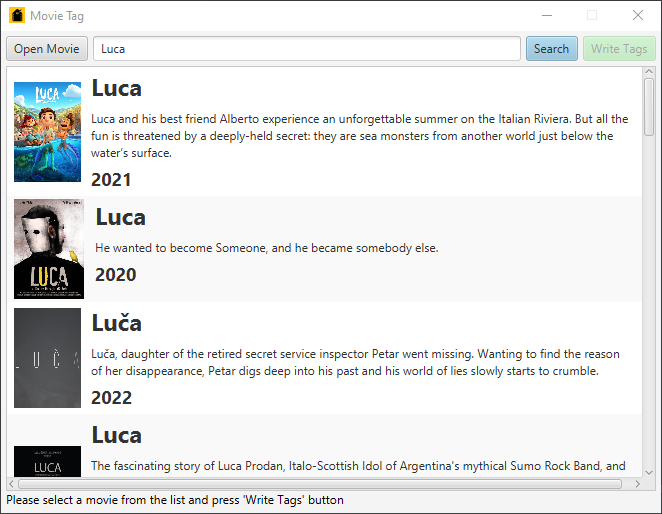 Movie Tag
Open Movie
Luca
Search
Write Tags
LUCA
Luca
Luca and his best friend Alberto experience an unforgettable summer on the Italian Riviera. But all the
fun is threatened by a deeply-held secret: they are sea monsters from another world just below the
water's surface.
2021
LUCA
Luca
He wanted to become Someone, and he became somebody else.
2020
LUČA
Luča
Luča, daughter of the retired secret service inspector Petar went missing. Wanting to find the reason
of her disappearance, Petar digs deep into his past and his world of lies slowly starts to crumble.
2022
LUCA
Luca
The fascinating story of Luca Prodan, Italo-Scottish Idol of Argentina's mythical Sumo Rock Band, and
Please select a movie from the list and press 'Write Tags' button